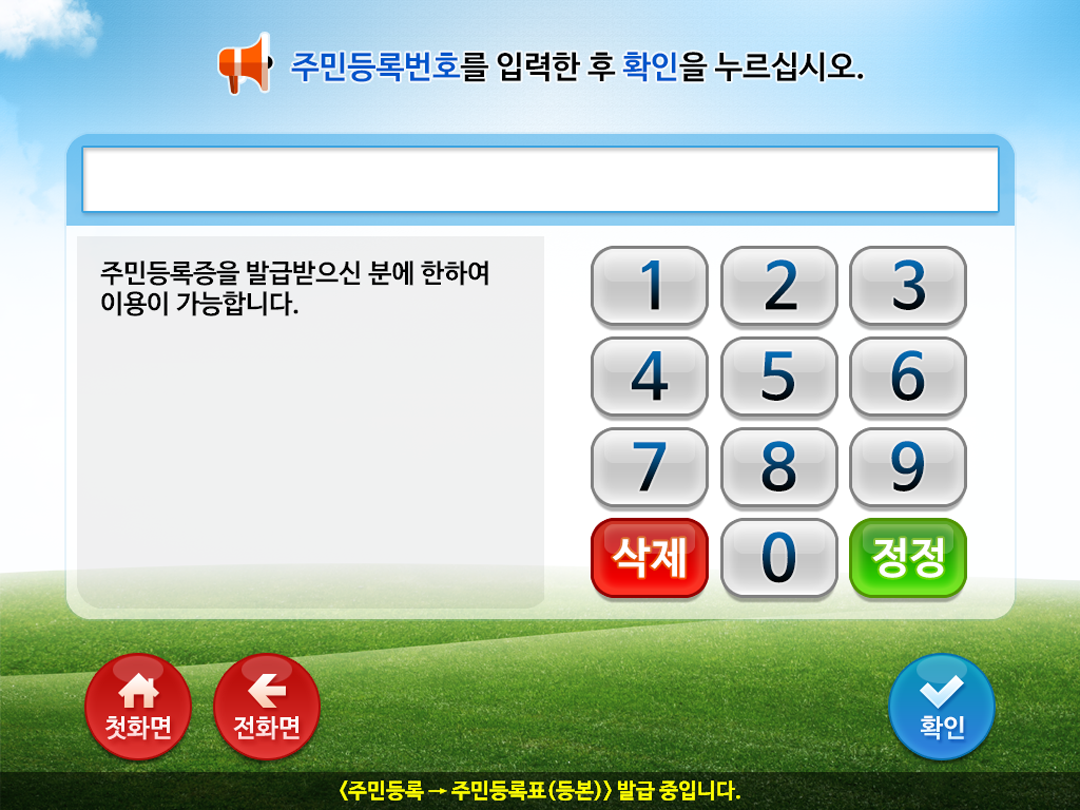 주민등록번호를 입력한 후 확인을 누르십시오.
주민등록증을 발급받으신 분에 한하여
이용이 가능합니다.
1 2 3
4 5 6
7 8 9
삭제 0 정정
첫화면 전화면 확인
<주민등록 → 주민등록표(등본)> 발급 중입니다.